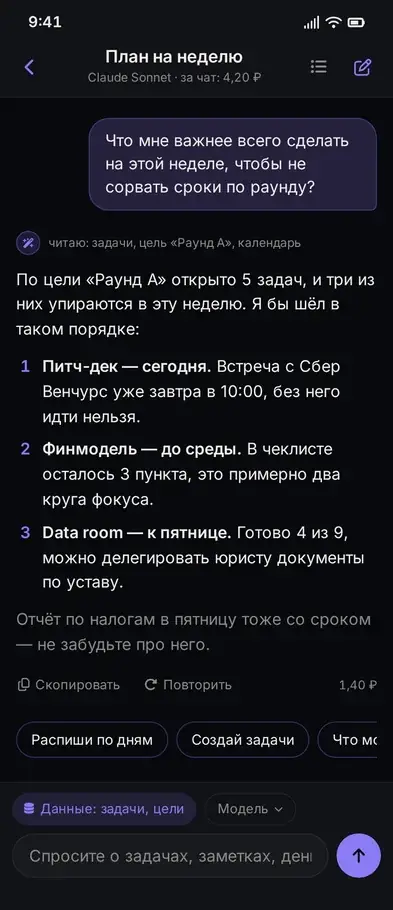 9:41
План на неделю
Claude Sonnet · за чат: 4,20 ₽
Что мне важнее всего сделать
на этой неделе, чтобы не
сорвать сроки по раунду?
читаю: задачи, цель «Раунд А», календарь
По цели «Раунд А» открыто 5 задач, и три из
них упираются в эту неделю. Я бы шёл в
таком порядке:
1 Питч-дек — сегодня. Встреча с Сбер
Венчурс уже завтра в 10:00, без него
идти нельзя.
2 Финмодель — до среды. В чеклисте
осталось 3 пункта, это примерно два
круга фокуса.
3 Data room — к пятнице. Готово 4 из 9,
можно делегировать юристу документы
по уставу.
Отчёт по налогам в пятницу тоже со сроком
— не забудьте про него.
Скопировать Повторить 1,40 ₽
Распиши по дням Создай задачи Что
Данные: задачи, цели Модель
Спросите о задачах, заметках,